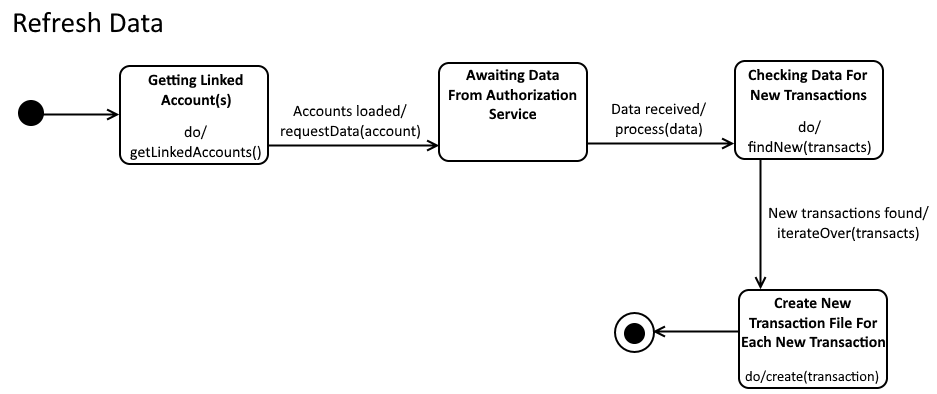 Refresh Data
Getting Linked
Account(s)
do/
getLinkedAccounts()
Accounts loaded/
requestData(account)
Awaiting Data
From Authorization
Service
Data received/
process(data)
Checking Data For
New Transactions
do/
findNew(transacts)
New transactions found/
iterateOver(transacts)
Create New
Transaction File For
Each New Transaction
do/create(transaction)